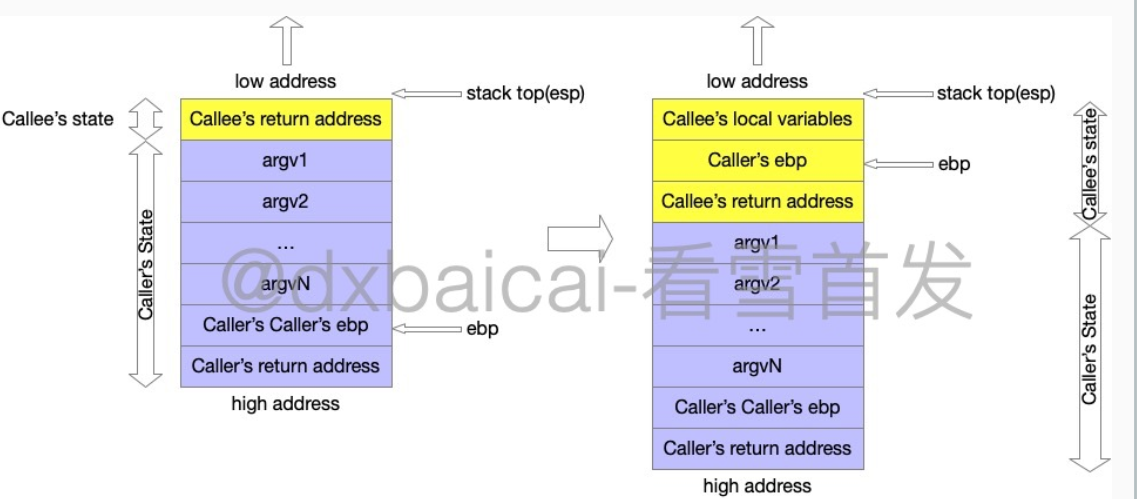 low address
stack top(esp)
Callee's state
Callee's return address
argv1
argv2
...
argvN
Caller's Caller's ebp
ebp
Caller's return address
Caller's State
high address
low address
stack top(esp)
Callee's local variables
Caller's ebp
ebp
Callee's return address
Callee's state
argv1
argv2
...
argvN
Caller's Caller's ebp
Caller's return address
Caller's State
high address
@dxbaicai-看雪首发